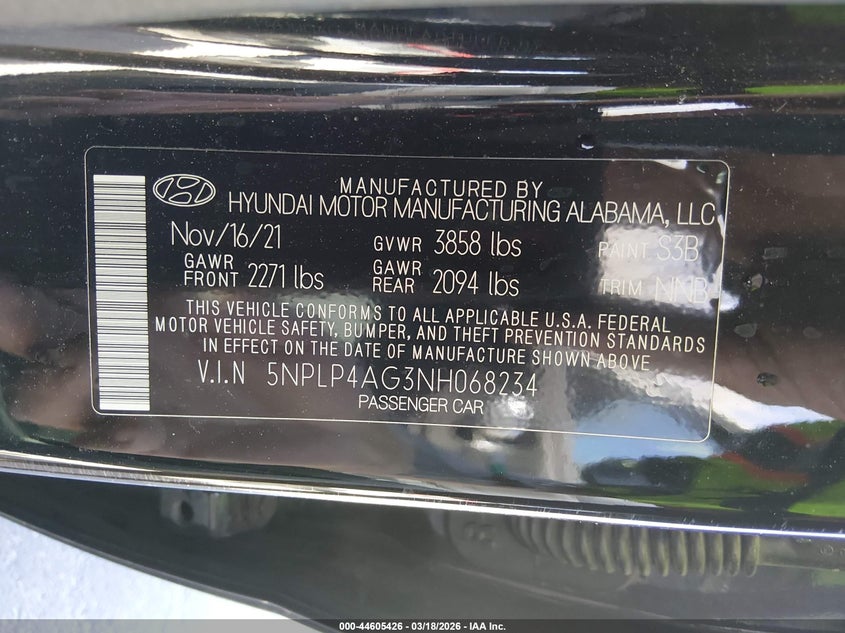 MANUFACTURED BY
HYUNDAI MOTOR MANUFACTURING ALABAMA, LLC
Nov/16/21 GVWR 3858 lbs PAINT S3B
GAWR FRONT 2271 lbs GAWR REAR 2094 lbs TRIM NNB
THIS VEHICLE CONFORMS TO ALL APPLICABLE U.S.A. FEDERAL
MOTOR VEHICLE SAFETY, BUMPER, AND THEFT PREVENTION STANDARDS
IN EFFECT ON THE DATE OF MANUFACTURE SHOWN ABOVE.
V.I.N 5NPLP4AG3NH068234
PASSENGER CAR
000-44605426 - 03/18/2026 - IAA Inc.